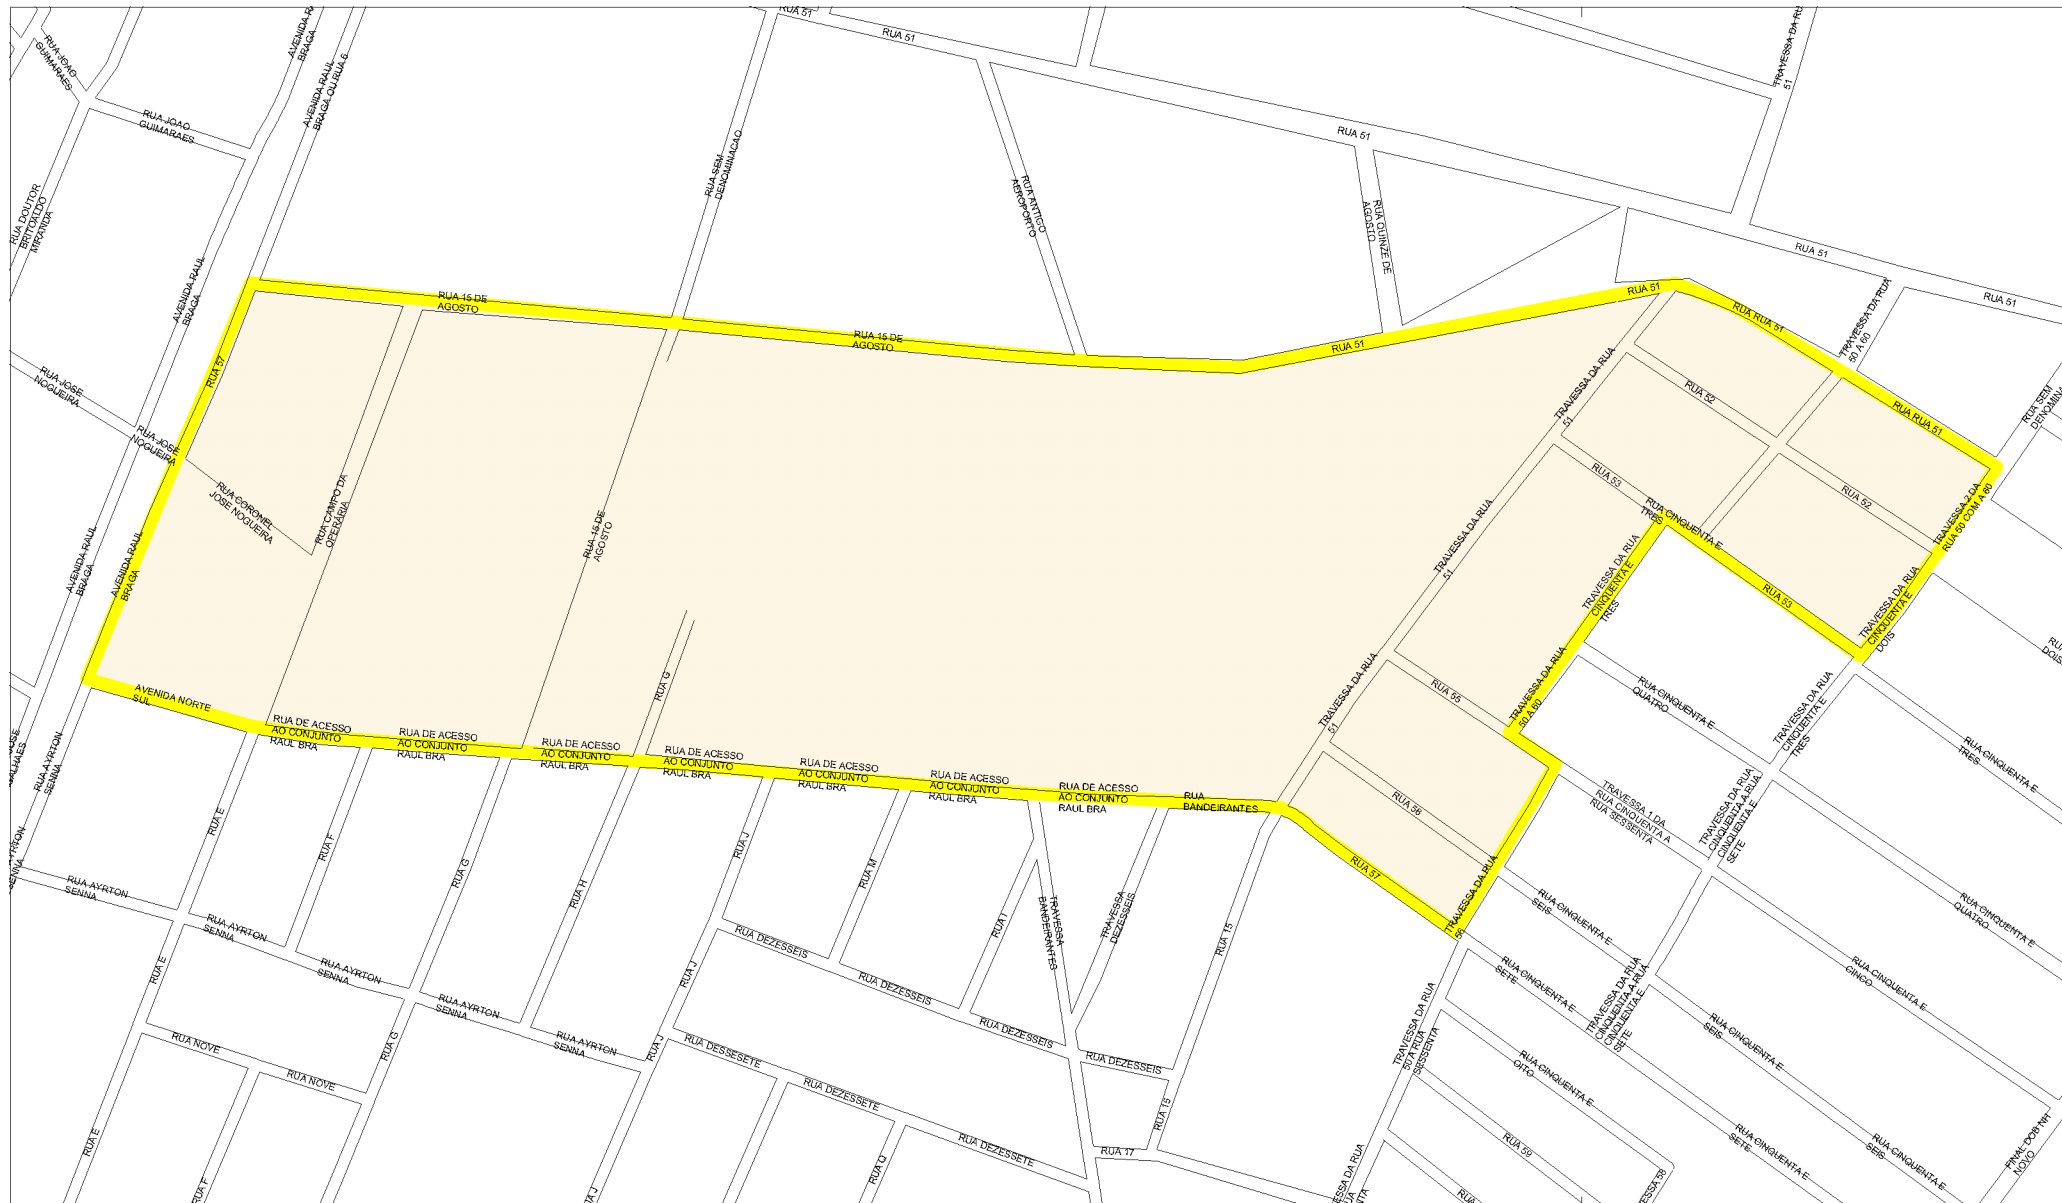 RUA 51
RUA 51
RUA JOAO
GUIMARAES
AVENIDA RAUL
BRAGA OU RUA 6
TRAVESSA DA RU
51
RUA JOAO
GUIMARAES
RUA 51
RUA SEM
DENOMINACAO
RUA ANTIGO
AEROPORTO
RUA QUINZE DE
AGOSTO
RUA DOUTOR
BRITOALDO
MIRANDA
RUA 51
RUA 51
AVENIDA RAUL
BRAGA
RUA 15 DE
AGOSTO
RUA 51
RUA RUA 51
TRAVESSA DA RUA
50 A 60
RUA 15 DE
AGOSTO
RUA 51
RUA 57
RUA JOSE
NOGUEIRA
TRAVESSA DA RUA
51
RUA 52
RUA RUA 51
RUA SEM
DENOMINA
RUA JOSE
NOGUEIRA
RUA CORONEL
JOSE NOGUEIRA
RUA CAMPO DA
OPERARIA
RUA 15 DE
AGOSTO
RUA 53
RUA CINQUENTA E
TRES
RUA 52
TRAVESSA 2 DA
RUA 50 COM A 60
AVENIDA RAUL
BRAGA
AVENIDA RAUL
BRAGA
TRAVESSA DA RUA
51
TRAVESSA DA RUA
CINQUENTA E
TRES
RUA 53
TRAVESSA DA RUA
CINQUENTA E
DOIS
AVENIDA NORTE
SUL
RUA G
TRAVESSA DA RUA
51
RUA 55
TRAVESSA DA RUA
50 A 60
RUA CINQUENTA E
QUATRO
TRAVESSA DA RUA
CINQUENTA E
TRES
RUA CINQUENTA E
TRES
RUA AYRTON
SENNA
RUA DE ACESSO
AO CONJUNTO
RAUL BRA
RUA DE ACESSO
AO CONJUNTO
RAUL BRA
RUA DE ACESSO
AO CONJUNTO
RAUL BRA
RUA DE ACESSO
AO CONJUNTO
RAUL BRA
RUA DE ACESSO
AO CONJUNTO
RAUL BRA
RUA DE ACESSO
AO CONJUNTO
RAUL BRA
RUA DE ACESSO
AO CONJUNTO
RAUL BRA
RUA
BANDEIRANTES
RUA 56
TRAVESSA 1 DA
RUA CINQUENTA A
RUA SESSENTA
TRAVESSA DA RUA
CINQUENTA A RUA
CINQUENTA E
SETE
RUA E
RUA F
RUA G
RUA H
RUA J
RUA M
RUA I
TRAVESSA
BANDEIRANTES
TRAVESSA
DEZESSEIS
RUA 15
RUA 57
TRAVESSA DA RUA
56
RUA CINQUENTA E
SEIS
RUA CINQUENTA E
QUATRO
RUA AYRTON
SENNA
RUA AYRTON
SENNA
RUA AYRTON
SENNA
RUA AYRTON
SENNA
RUA AYRTON
SENNA
RUA E
RUA J
RUA DEZESSEIS
RUA DEZESSEIS
RUA DEZESSEIS
RUA DEZESSEIS
RUA CINQUENTA E
SETE
TRAVESSA DA RUA
CINQUENTA A RUA
CINQUENTA E
SETE
RUA CINQUENTA E
CINCO
RUA NOVE
RUA NOVE
RUA G
RUA J
RUA DESSESETE
RUA DEZESSETE
RUA DEZESSETE
TRAVESSA DA RUA
50 A RUA
SESSENTA
RUA CINQUENTA E
OITO
RUA CINQUENTA E
SEIS
RUA E
RUA F
RUA Q
RUA 15
RUA 17
RUA 59
RUA CINQUENTA E
SETE
RUA CINQUENTA E
SEIS
FINAL DOB NH
NOVO